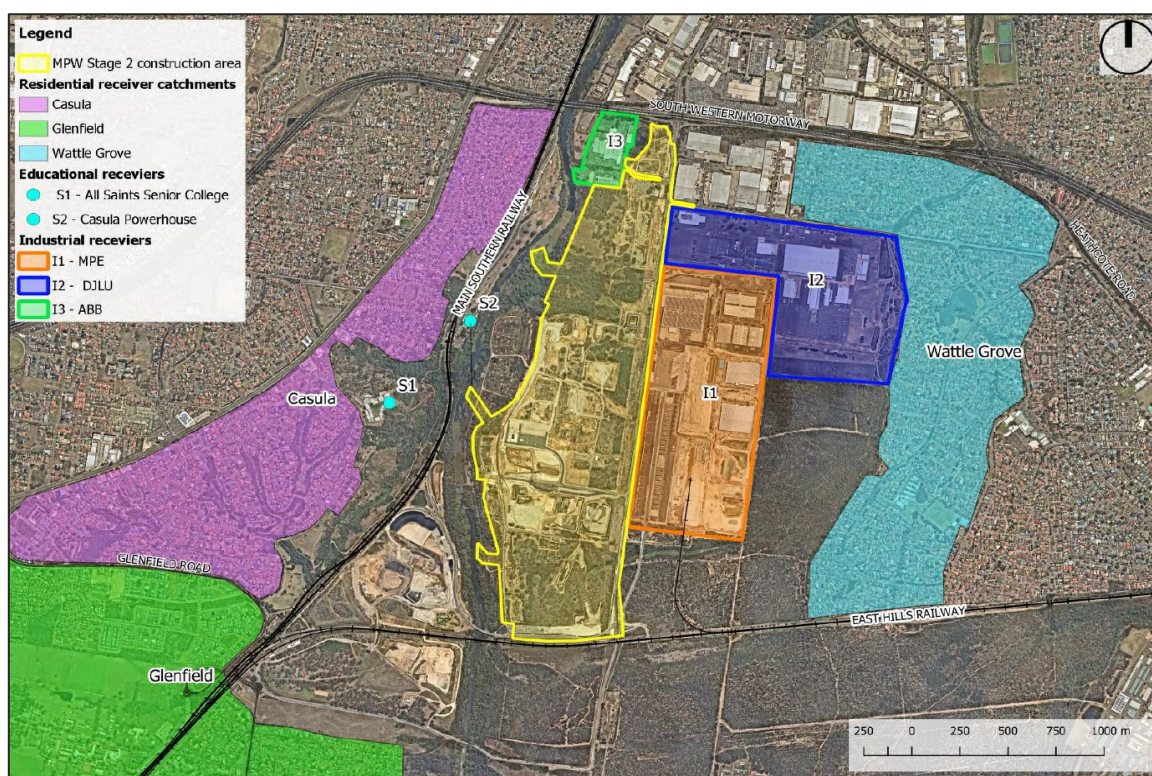 Legend
MPW Stage 2 construction area
Residential receiver catchments
Casula
Glenfield
Wattle Grove
Educational receviers
S1 - All Saints Senior College
S2 - Casula Powerhouse
Industrial receviers
I1 - MPE
I2 - DJLU
I3 - ABB
SOUTH WESTERN MOTORWAY
I3
MAIN SOUTHERN RAILWAY
HEATHCOTE ROAD
I2
S2
Wattle Grove
S1
Casula
I1
GLENFIELD ROAD
EAST HILLS RAILWAY
Glenfield
250 0 250 500 750 1000 m